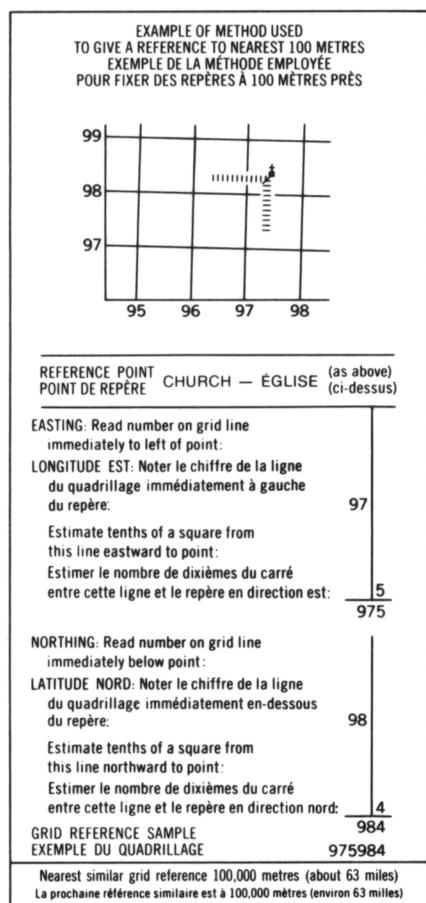 EXAMPLE OF METHOD USED
TO GIVE A REFERENCE TO NEAREST 100 METRES
EXEMPLE DE LA MÉTHODE EMPLOYÉE
POUR FIXER DES REPÈRES À 100 MÈTRES PRÈS
99
98
97
95 96 97 98
REFERENCE POINT
POINT DE REPÈRE CHURCH — ÉGLISE (as above)
(ci-dessus)
EASTING: Read number on grid line
immediately to left of point:
LONGITUDE EST: Noter le chiffre de la ligne
du quadrillage immédiatement à gauche
du repère: 97
Estimate tenths of a square from
this line eastward to point:
Estimer le nombre de dixièmes du carré
entre cette ligne et le repère en direction est: 5
975
NORTHING: Read number on grid line
immediately below point:
LATITUDE NORD: Noter le chiffre de la ligne
du quadrillage immédiatement en-dessous
du repère: 98
Estimate tenths of a square from
this line northward to point:
Estimer le nombre de dixièmes du carré
entre cette ligne et le repère en direction nord: 4
984
GRID REFERENCE SAMPLE
EXEMPLE DU QUADRILLAGE 975984
Nearest similar grid reference 100,000 metres (about 63 miles)
La prochaine référence similaire est à 100,000 mètres (environ 63 milles)